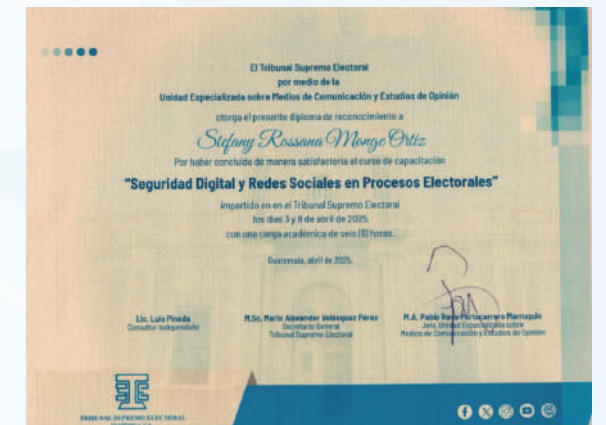 El Tribunal Supremo Electoral
por medio de la
Unidad Especializada sobre Medios de Comunicación y Estudios de Opinión
otorga el presente diploma de reconocimiento a
Stefany Rossana Monge Ortiz
Por haber concluido de manera satisfactoria el curso de capacitación
"Seguridad Digital y Redes Sociales en Procesos Electorales"
impartido en en el Tribunal Supremo Electoral
los días 3 y 8 de abril de 2025,
con una carga académica de seis (6) horas.
Guatemala, abril de 2025.
Lic. Luis Pineda
Consultor Independiente
M.Sc. Mario Alexander Velásquez Pérez
Secretario General
Tribunal Supremo Electoral
M.A. Pablo René Portocarrero Marroquín
Jefe, Unidad Especializada sobre
Medios de Comunicación y Estudios de Opinión
TRIBUNAL SUPREMO ELECTORAL